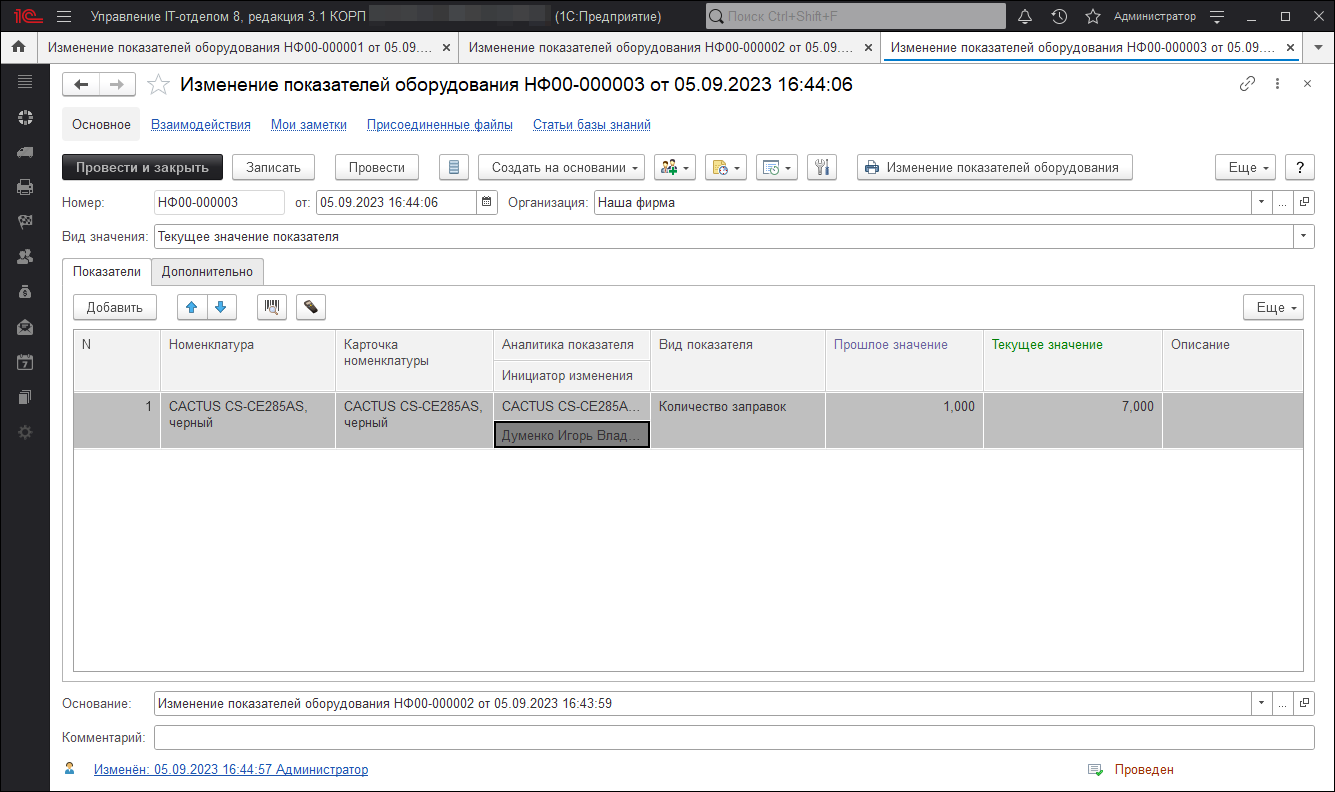 1С Управление IT-отделом 8, редакция 3.1 КОРП (1С:Предприятие) Поиск Ctrl+Shift+F Администратор
Изменение показателей оборудования НФ00-000001 от 05.09.... Изменение показателей оборудования НФ00-000002 от 05.09.... Изменение показателей оборудования НФ00-000003 от 05.09....
Изменение показателей оборудования НФ00-000003 от 05.09.2023 16:44:06
Основное Взаимодействия Мои заметки Присоединенные файлы Статьи базы знаний
Провести и закрыть Записать Провести Создать на основании Изменение показателей оборудования Еще ?
Номер: НФ00-000003 от: 05.09.2023 16:44:06 Организация: Наша фирма ...
Вид значения: Текущее значение показателя
Показатели Дополнительно
7
Добавить Еще
N Номенклатура Карточка номенклатуры Аналитика показателя Вид показателя Прошлое значение Текущее значение Описание
Инициатор изменения
1 CACTUS CS-CE285AS, черный CACTUS CS-CE285AS, черный CACTUS CS-CE285A... Количество заправок 1,000 7,000
Думенко Игорь Влад...
Основание: Изменение показателей оборудования НФ00-000002 от 05.09.2023 16:43:59 ...
Комментарий:
Изменён: 05.09.2023 16:44:57 Администратор Проведен